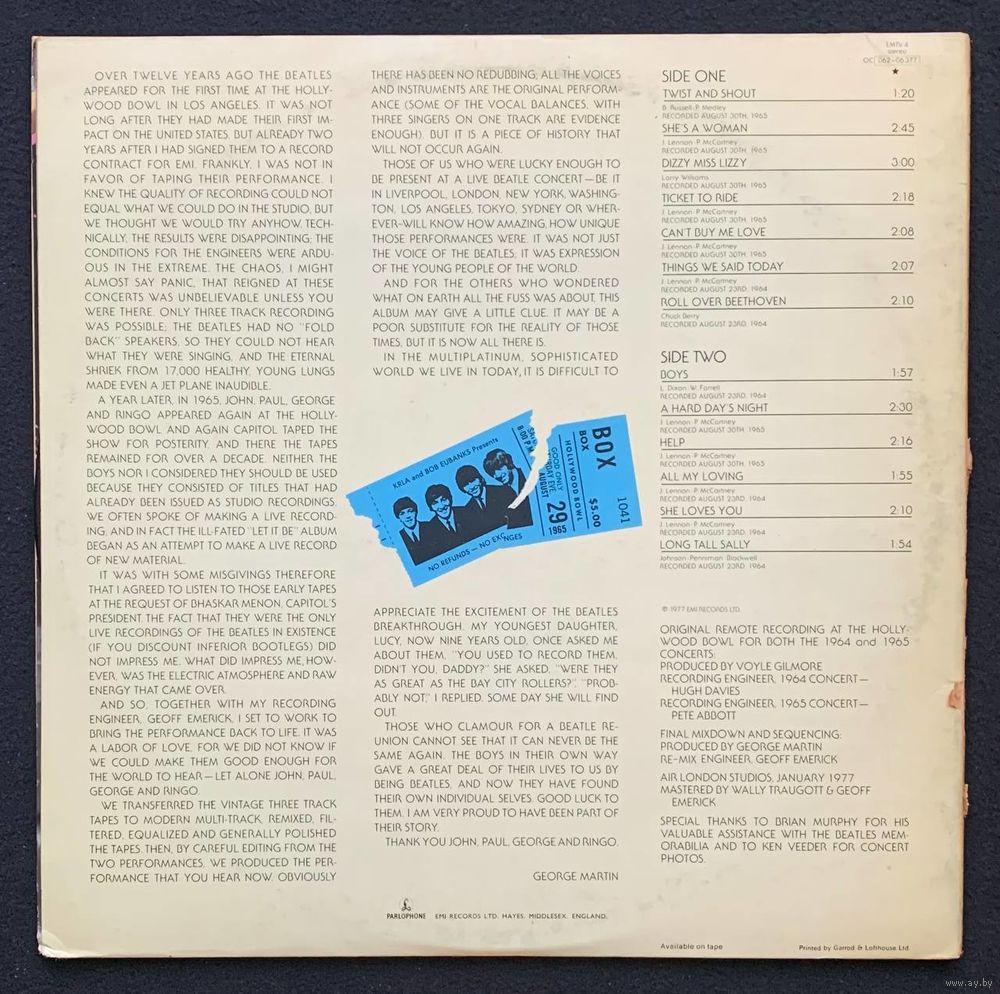 OVER TWELVE YEARS AGO THE BEATLES
APPEARED FOR THE FIRST TIME AT THE HOLLY-
WOOD BOWL IN LOS ANGELES. IT WAS NOT
LONG AFTER THEY HAD MADE THEIR FIRST IM-
PACT ON THE UNITED STATES, BUT ALREADY TWO
YEARS AFTER I HAD SIGNED THEM TO A RECORD
CONTRACT FOR EMI. FRANKLY, I WAS NOT IN
FAVOR OF TAPING THEIR PERFORMANCE. I
KNEW THE QUALITY OF RECORDING COULD NOT
EQUAL WHAT WE COULD DO IN THE STUDIO, BUT
WE THOUGHT WE WOULD TRY ANYHOW. TECH-
NICALLY, THE RESULTS WERE DISAPPOINTING; THE
CONDITIONS FOR THE ENGINEERS WERE ARDU-
OUS IN THE EXTREME. THE CHAOS, I MIGHT
ALMOST SAY PANIC, THAT REIGNED AT THESE
CONCERTS WAS UNBELIEVABLE UNLESS YOU
WERE THERE. ONLY THREE TRACK RECORDING
WAS POSSIBLE; THE BEATLES HAD NO "FOLD
BACK" SPEAKERS, SO THEY COULD NOT HEAR
WHAT THEY WERE SINGING, AND THE ETERNAL
SHRIEK FROM 17,000 HEALTHY, YOUNG LUNGS
MADE EVEN A JET PLANE INAUDIBLE.
A YEAR LATER, IN 1965, JOHN, PAUL, GEORGE
AND RINGO APPEARED AGAIN AT THE HOLLY-
WOOD BOWL AND AGAIN CAPITOL TAPED THE
SHOW FOR POSTERITY. AND THERE THE TAPES
REMAINED FOR OVER A DECADE. NEITHER THE
BOYS NOR I CONSIDERED THEY SHOULD BE USED
BECAUSE THEY CONSISTED OF TITLES THAT HAD
ALREADY BEEN ISSUED AS STUDIO RECORDINGS.
WE OFTEN SPOKE OF MAKING A LIVE RECORD-
ING, AND IN FACT THE ILL-FATED "LET IT BE" ALBUM
BEGAN AS AN ATTEMPT TO MAKE A LIVE RECORD
OF NEW MATERIAL.
IT WAS WITH SOME MISGIVINGS THEREFORE
THAT I AGREED TO LISTEN TO THOSE EARLY TAPES
AT THE REQUEST OF BHASKAR MENON, CAPITOL'S
PRESIDENT. THE FACT THAT THEY WERE THE ONLY
LIVE RECORDINGS OF THE BEATLES IN EXISTENCE
(IF YOU DISCOUNT INFERIOR BOOTLEGS) DID
NOT IMPRESS ME. WHAT DID IMPRESS ME, HOW-
EVER, WAS THE ELECTRIC ATMOSPHERE AND RAW
ENERGY THAT CAME OVER.
AND SO, TOGETHER WITH MY RECORDING
ENGINEER, GEOFF EMERICK, I SET TO WORK TO
BRING THE PERFORMANCE BACK TO LIFE. IT WAS
A LABOR OF LOVE, FOR WE DID NOT KNOW IF
WE COULD MAKE THEM GOOD ENOUGH FOR
THE WORLD TO HEAR—LET ALONE JOHN, PAUL,
GEORGE AND RINGO.
WE TRANSFERRED THE VINTAGE THREE TRACK
TAPES TO MODERN MULTI-TRACK, REMIXED, FIL-
TERED, EQUALIZED AND GENERALLY POLISHED
THE TAPES. THEN, BY CAREFUL EDITING FROM THE
TWO PERFORMANCES, WE PRODUCED THE PER-
FORMANCE THAT YOU HEAR NOW. OBVIOUSLY
THERE HAS BEEN NO REDUBBING; ALL THE VOICES
AND INSTRUMENTS ARE THE ORIGINAL PERFORM-
ANCE (SOME OF THE VOCAL BALANCES, WITH
THREE SINGERS ON ONE TRACK ARE EVIDENCE
ENOUGH). BUT IT IS A PIECE OF HISTORY THAT
WILL NOT OCCUR AGAIN.
THOSE OF US WHO WERE LUCKY ENOUGH TO
BE PRESENT AT A LIVE BEATLE CONCERT—BE IT
IN LIVERPOOL, LONDON, NEW YORK, WASHING-
TON, LOS ANGELES, TOKYO, SYDNEY OR WHER-
EVER—WILL KNOW HOW AMAZING, HOW UNIQUE
THOSE PERFORMANCES WERE. IT WAS NOT JUST
THE VOICE OF THE BEATLES; IT WAS EXPRESSION
OF THE YOUNG PEOPLE OF THE WORLD.
AND FOR THE OTHERS WHO WONDERED
WHAT ON EARTH ALL THE FUSS WAS ABOUT, THIS
ALBUM MAY GIVE A LITTLE CLUE. IT MAY BE A
POOR SUBSTITUTE FOR THE REALITY OF THOSE
TIMES, BUT IT IS NOW ALL THERE IS.
IN THE MULTIPLATINUM, SOPHISTICATED
WORLD WE LIVE IN TODAY, IT IS DIFFICULT TO
KRLA and BOB EUBANKS Presents
NO REFUNDS — NO EXC NGES
8:00 P.M.
GOOD ONLY
AUGUST 29
1965
HOLLYWOOD BOWL
BOX
BOX
$5.00
1041
APPRECIATE THE EXCITEMENT OF THE BEATLES
BREAKTHROUGH. MY YOUNGEST DAUGHTER,
LUCY, NOW NINE YEARS OLD, ONCE ASKED ME
ABOUT THEM. "YOU USED TO RECORD THEM,
DIDN'T YOU, DADDY?" SHE ASKED, "WERE THEY
AS GREAT AS THE BAY CITY ROLLERS?" "PROB-
ABLY NOT," I REPLIED. SOME DAY SHE WILL FIND
OUT.
THOSE WHO CLAMOUR FOR A BEATLE RE-
UNION CANNOT SEE THAT IT CAN NEVER BE THE
SAME AGAIN. THE BOYS IN THEIR OWN WAY
GAVE A GREAT DEAL OF THEIR LIVES TO US BY
BEING BEATLES, AND NOW THEY HAVE FOUND
THEIR OWN INDIVIDUAL SELVES. GOOD LUCK TO
THEM. I AM VERY PROUD TO HAVE BEEN PART OF
THEIR STORY.
THANK YOU JOHN, PAUL, GEORGE AND RINGO.
GEORGE MARTIN
PARLOPHONE EMI RECORDS LTD. HAYES. MIDDLESEX. ENGLAND.
EMTV 4
stereo
OC 062-06377
SIDE ONE
TWIST AND SHOUT 1:20
B. Russell-P. Medley
RECORDED AUGUST 30TH, 1965
SHE'S A WOMAN 2:45
J. Lennon-P. McCartney
RECORDED AUGUST 30TH, 1965
DIZZY MISS LIZZY 3:00
Larry Williams
RECORDED AUGUST 30TH, 1965
TICKET TO RIDE 2:18
J. Lennon-P. McCartney
RECORDED AUGUST 30TH, 1965
CAN'T BUY ME LOVE 2:08
J. Lennon-P. McCartney
RECORDED AUGUST 30TH, 1965
THINGS WE SAID TODAY 2:07
J. Lennon-P. McCartney
RECORDED AUGUST 23RD, 1964
ROLL OVER BEETHOVEN 2:10
Chuck Berry
RECORDED AUGUST 23RD, 1964
SIDE TWO
BOYS 1:57
L. Dixon-W. Farrell
RECORDED AUGUST 23RD, 1964
A HARD DAY'S NIGHT 2:30
J. Lennon-P. McCartney
RECORDED AUGUST 30TH, 1965
HELP 2:16
J. Lennon-P. McCartney
RECORDED AUGUST 30TH, 1965
ALL MY LOVING 1:55
J. Lennon-P. McCartney
RECORDED AUGUST 23RD, 1964
SHE LOVES YOU 2:10
J. Lennon-P. McCartney
RECORDED AUGUST 23RD, 1964
LONG TALL SALLY 1:54
Johnson-Penniman-Blackwell
RECORDED AUGUST 23RD, 1964
℗ 1977 EMI RECORDS LTD.
ORIGINAL REMOTE RECORDING AT THE HOLLY-
WOOD BOWL FOR BOTH THE 1964 and 1965
CONCERTS:
PRODUCED BY VOYLE GILMORE
RECORDING ENGINEER, 1964 CONCERT—
HUGH DAVIES
RECORDING ENGINEER, 1965 CONCERT—
PETE ABBOTT
FINAL MIXDOWN AND SEQUENCING:
PRODUCED BY GEORGE MARTIN
RE-MIX ENGINEER, GEOFF EMERICK
AIR LONDON STUDIOS, JANUARY 1977
MASTERED BY WALLY TRAUGOTT & GEOFF
EMERICK
SPECIAL THANKS TO BRIAN MURPHY FOR HIS
VALUABLE ASSISTANCE WITH THE BEATLES MEM-
ORABILIA AND TO KEN VEEDER FOR CONCERT
PHOTOS.
Available on tape
Printed by Garrod & Lofthouse Ltd.
www.ay.by